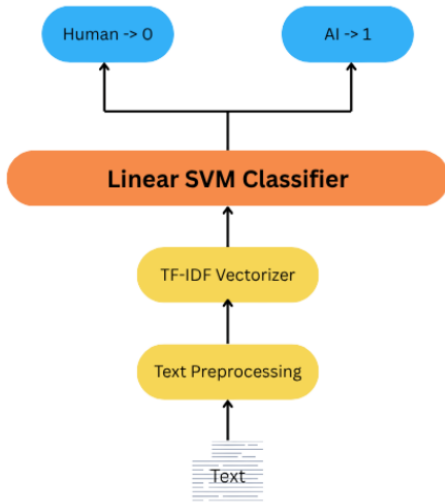 Human -> 0
AI -> 1
Linear SVM Classifier
TF-IDF Vectorizer
Text Preprocessing
Text